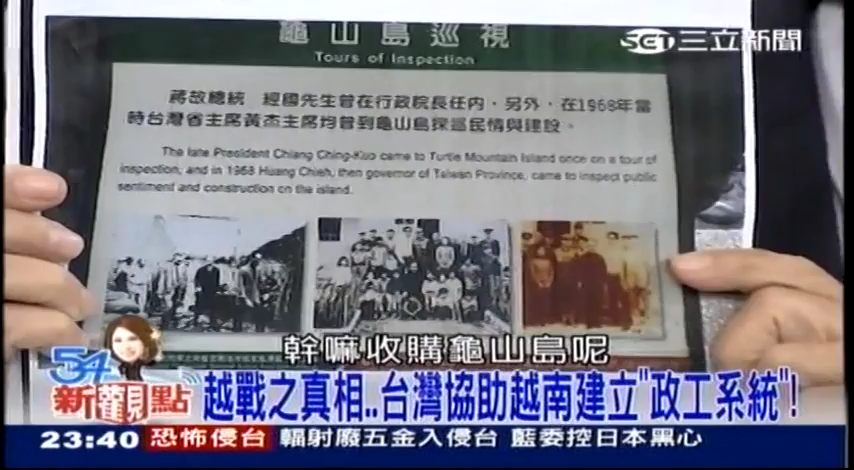 龜山島巡視
SET三立新聞
Tours of Inspection
蔣故總統 經國先生曾在行政院長任內，另外，在1968年當
時台灣省主席黃杰主席均曾到龜山島探巡民情與建設。
The late President Chiang Ching-Kuo came to Turtle Mountain Island once on a tour of
inspection, and in 1968 Huang Chieh, then governor of Taiwan Province, came to inspect public
sentiment and construction on the island.
幹嘛收購龜山島呢
54
新觀點
越戰之真相..台灣協助越南建立"政工系統"!
23:40 恐怖侵台 輻射廢五金入侵台 藍委控日本黑心